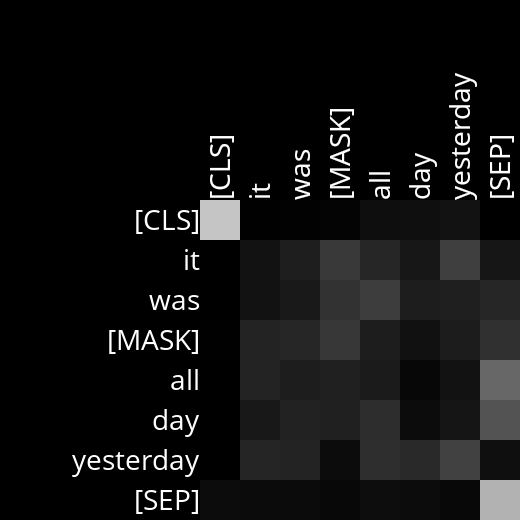 [CLS]
it
was
[MASK]
all
day
yesterday
[SEP]
[CLS]
it
was
[MASK]
all
day
yesterday
[SEP]